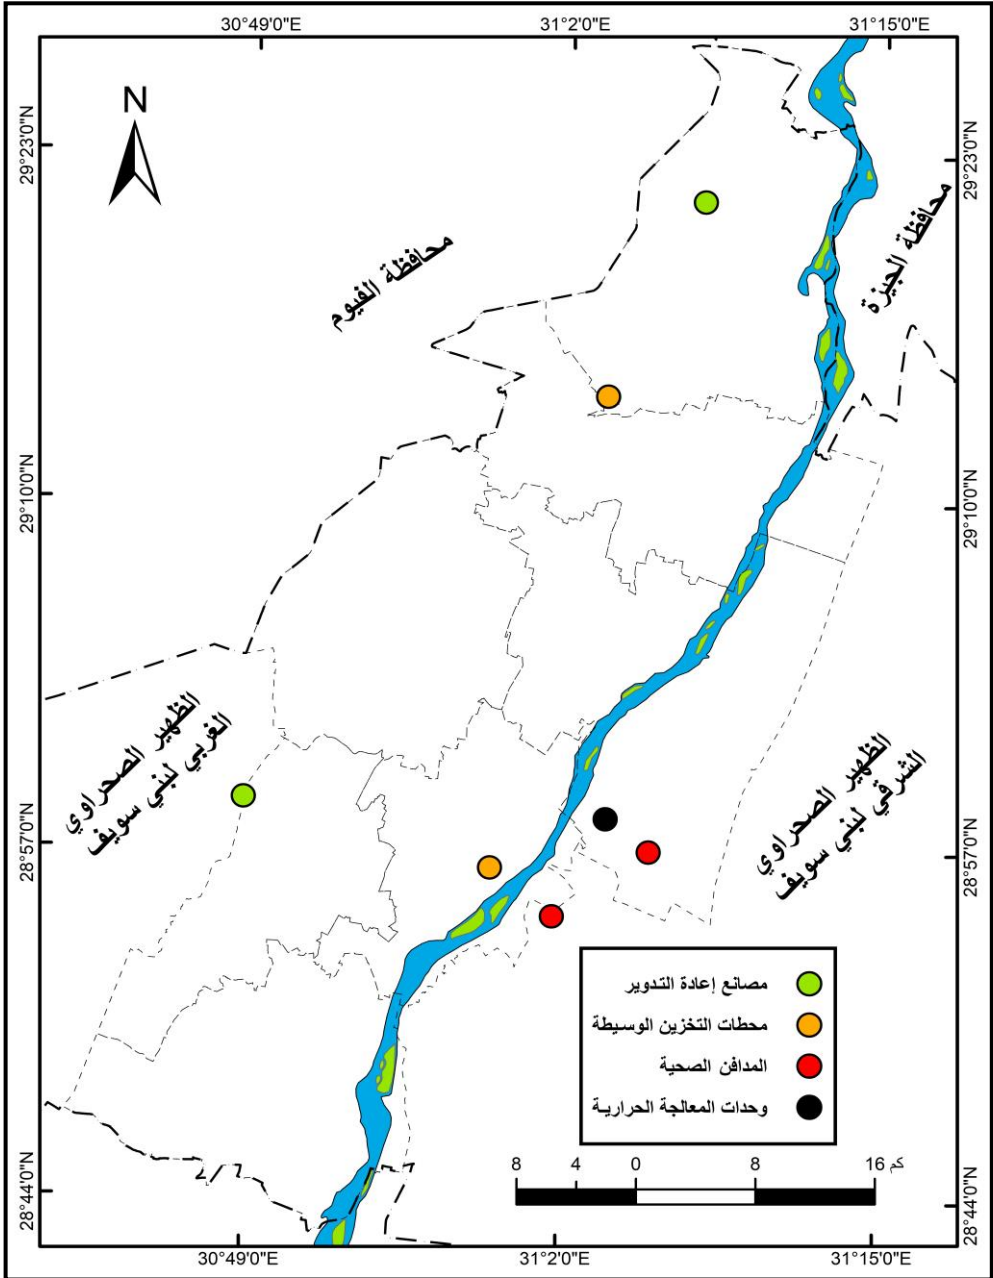 30°49'0"E
31°2'0"E
31°15'0"E
N
29°23'0"N
29°23'0"N
محافظة الجيزة
محافظة الفيوم
29°10'0"N
29°10'0"N
الظهير الصحراوي
الغربي لبني سويف
الظهير الصحراوي
الشرقي لبني سويف
28°57'0"N
28°57'0"N
مصانع إعادة التدوير
محطات التخزين الوسيطة
المدافن الصحية
وحدات المعالجة الحرارية
8 4 0 8 16 كم
28°44'0"N
28°44'0"N
30°49'0"E
31°2'0"E
31°15'0"E